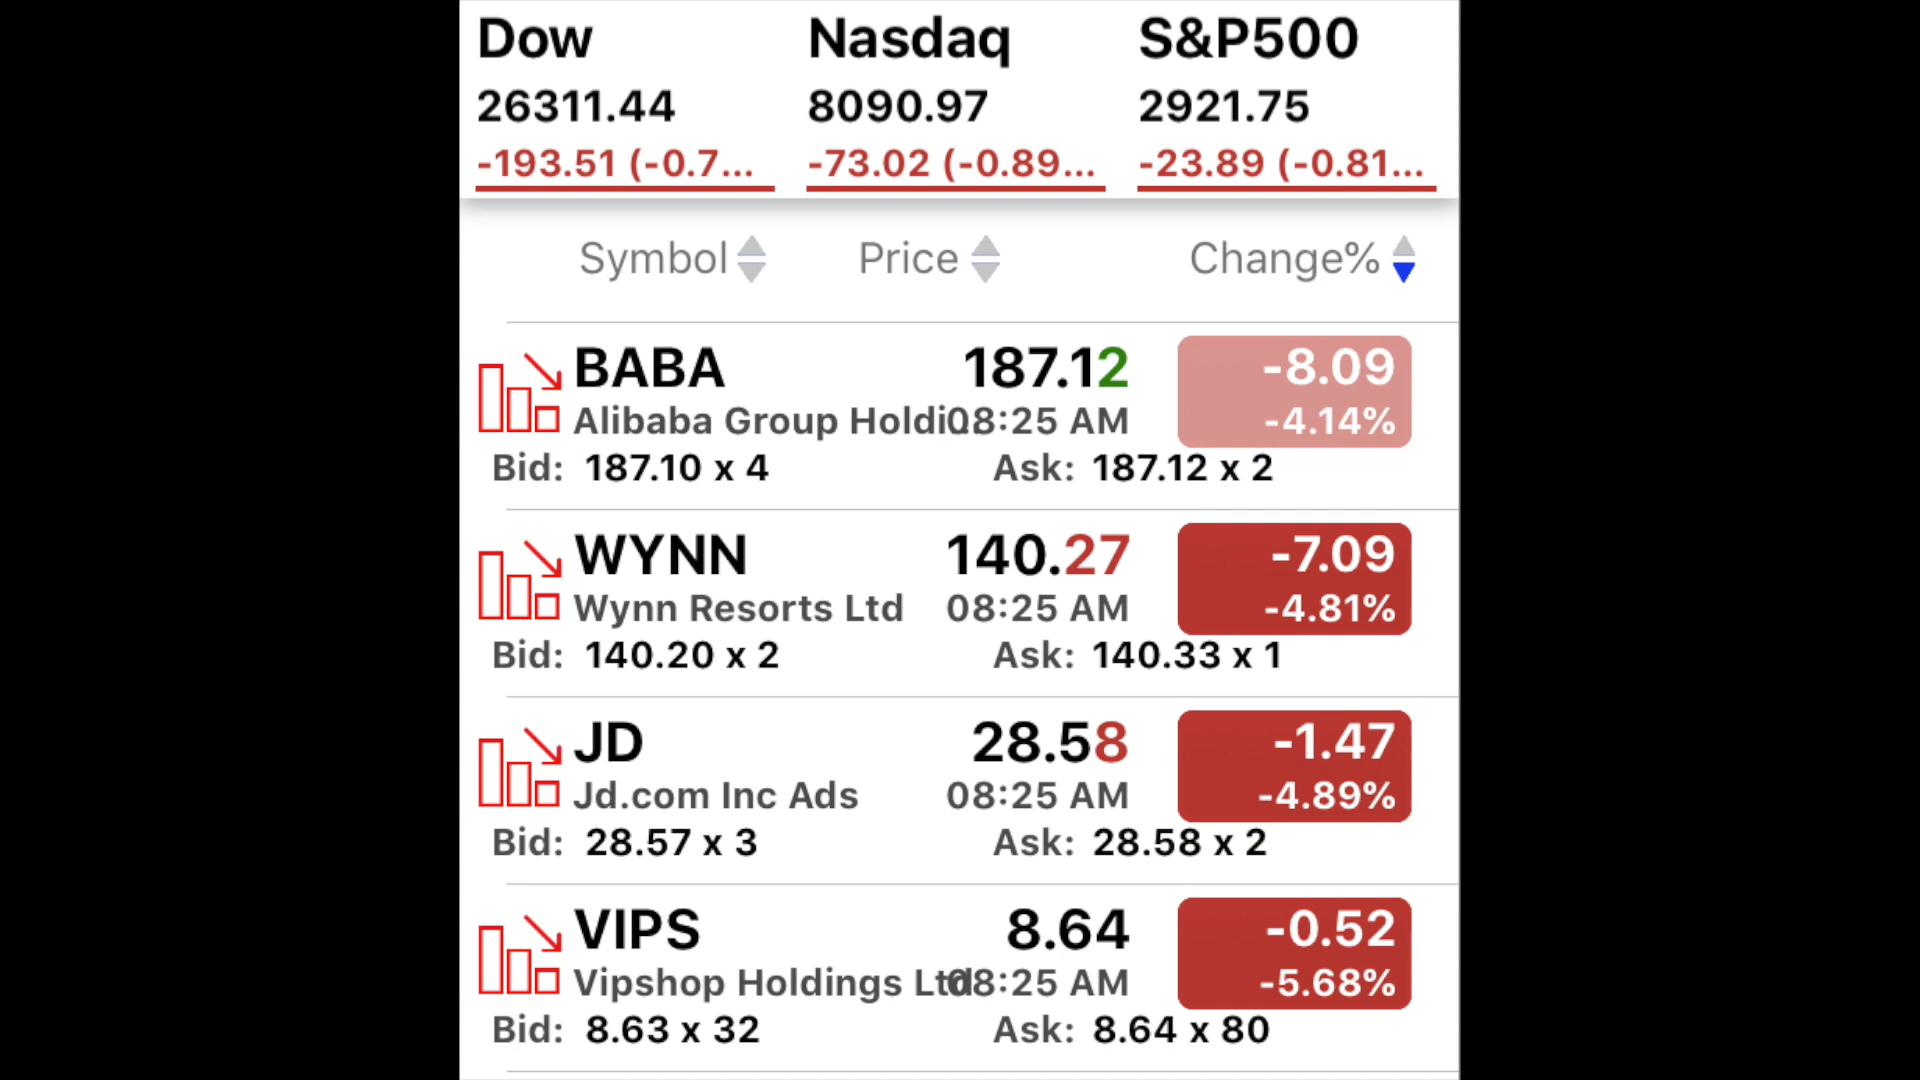 Dow Nasdaq S&P500
26311.44 8090.97 2921.75
-193.51 (-0.7... -73.02 (-0.89... -23.89 (-0.81...
Symbol Price Change%
BABA 187.12 -8.09
Alibaba Group Holdi... 08:25 AM -4.14%
Bid: 187.10 x 4 Ask: 187.12 x 2
WYNN 140.27 -7.09
Wynn Resorts Ltd 08:25 AM -4.81%
Bid: 140.20 x 2 Ask: 140.33 x 1
JD 28.58 -1.47
Jd.com Inc Ads 08:25 AM -4.89%
Bid: 28.57 x 3 Ask: 28.58 x 2
VIPS 8.64 -0.52
Vipshop Holdings Ltd 08:25 AM -5.68%
Bid: 8.63 x 32 Ask: 8.64 x 80